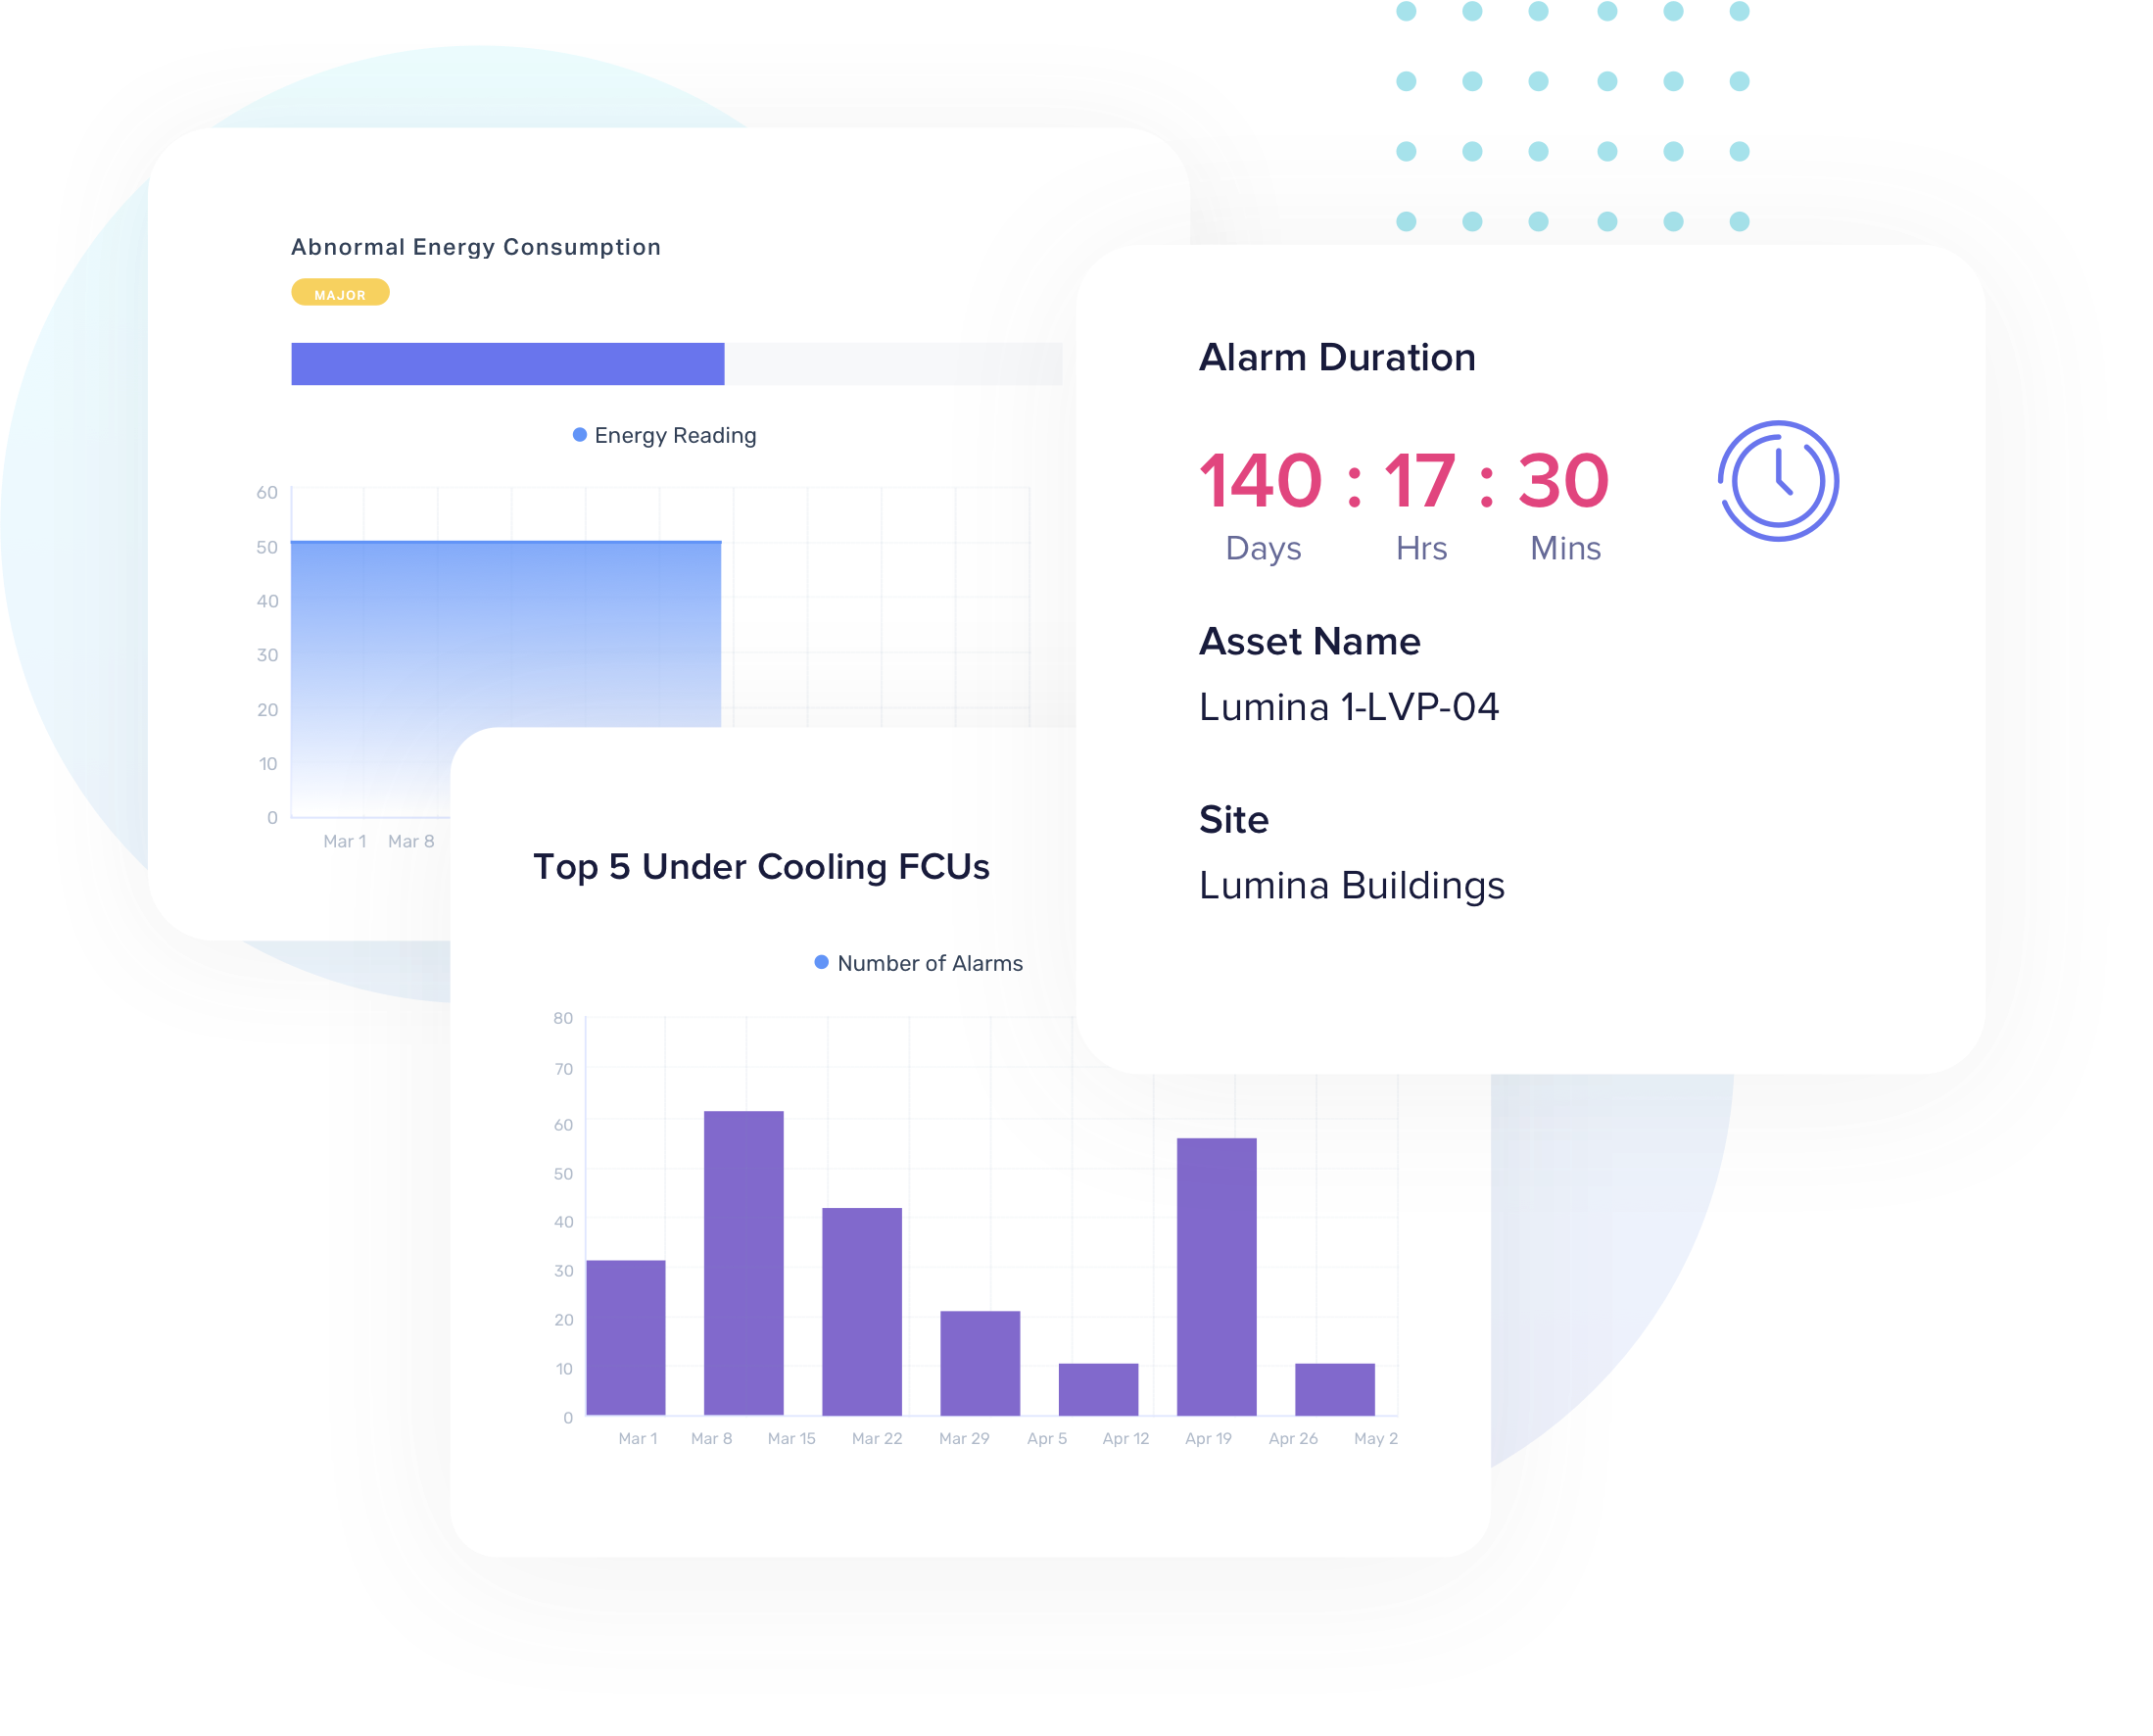 Abnormal Energy Consumption
MAJOR
Energy Reading
60
50
40
30
20
10
0
Mar 1 Mar 8
Alarm Duration
140 : 17 : 30
Days Hrs Mins
Asset Name
Lumina 1-LVP-04
Site
Lumina Buildings
Top 5 Under Cooling FCUs
Number of Alarms
80
70
60
50
40
30
20
10
0
Mar 1 Mar 8 Mar 15 Mar 22 Mar 29 Apr 5 Apr 12 Apr 19 Apr 26 May 2